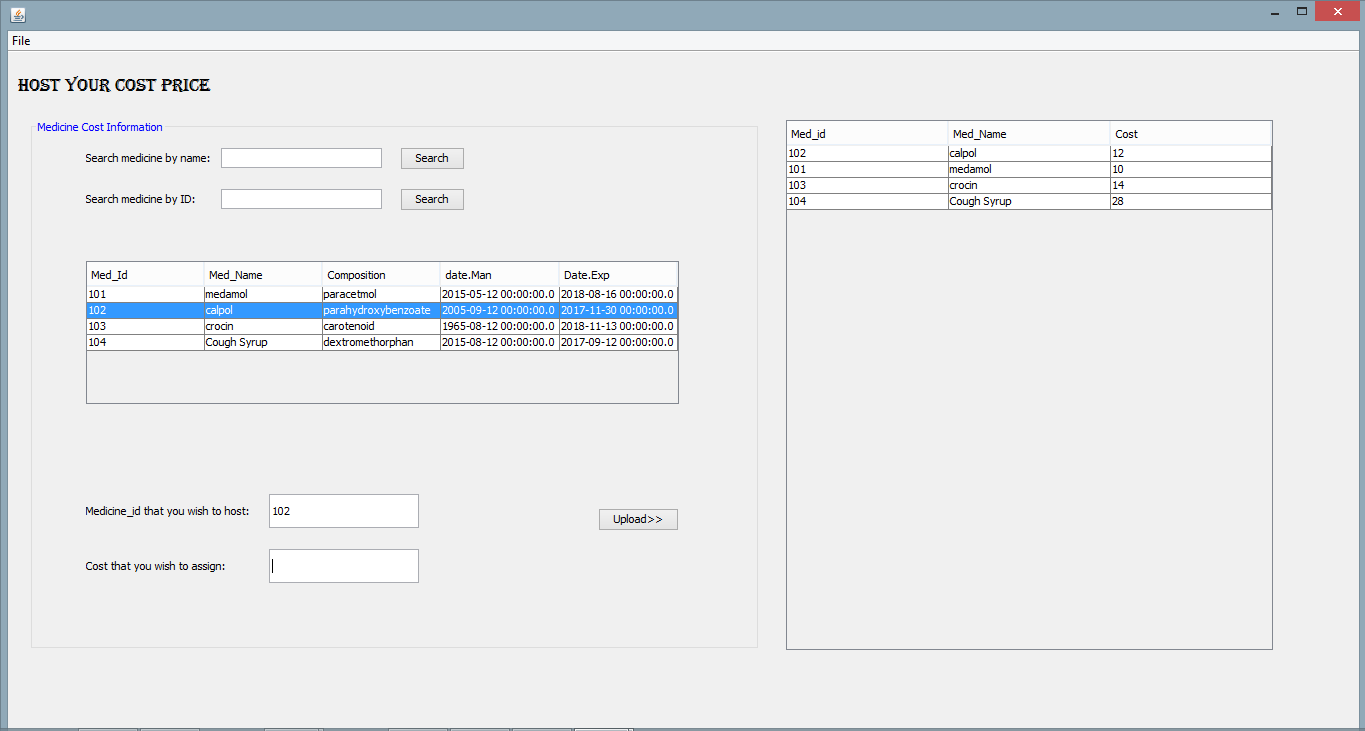 File
HOST YOUR COST PRICE
Medicine Cost Information
Search medicine by name: Search
Search medicine by ID: Search
Med_Id Med_Name Composition date.Man Date.Exp
101 medamol paracetmol 2015-05-12 00:00:00.0 2018-08-16 00:00:00.0
102 calpol parahydroxybenzoate 2005-09-12 00:00:00.0 2017-11-30 00:00:00.0
103 crocin carotenoid 1965-08-12 00:00:00.0 2018-11-13 00:00:00.0
104 Cough Syrup dextromethorphan 2015-08-12 00:00:00.0 2017-09-12 00:00:00.0
Medicine_id that you wish to host: 102
Upload>>
Cost that you wish to assign:
Med_id Med_Name Cost
102 calpol 12
101 medamol 10
103 crocin 14
104 Cough Syrup 28